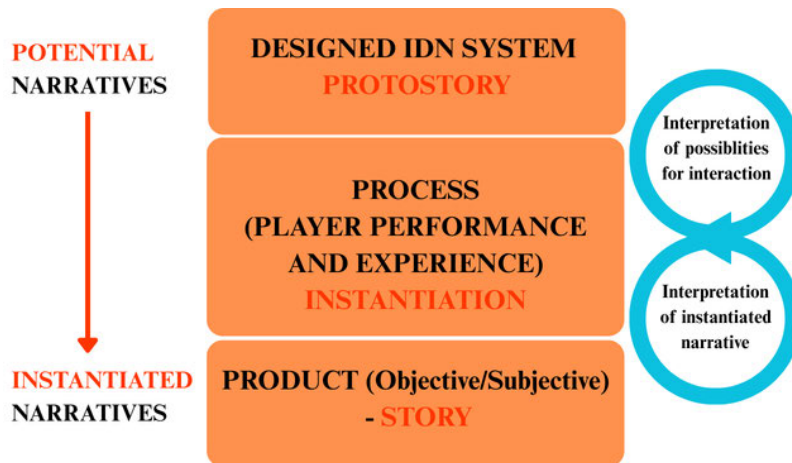 POTENTIAL
NARRATIVES
DESIGNED IDN SYSTEM
PROTOSTORY
Interpretation
of possiblities
for interaction
PROCESS
(PLAYER PERFORMANCE
AND EXPERIENCE)
INSTANTIATION
Interpretation
of instantiated
narrative
INSTANTIATED
NARRATIVES
PRODUCT (Objective/Subjective)
- STORY